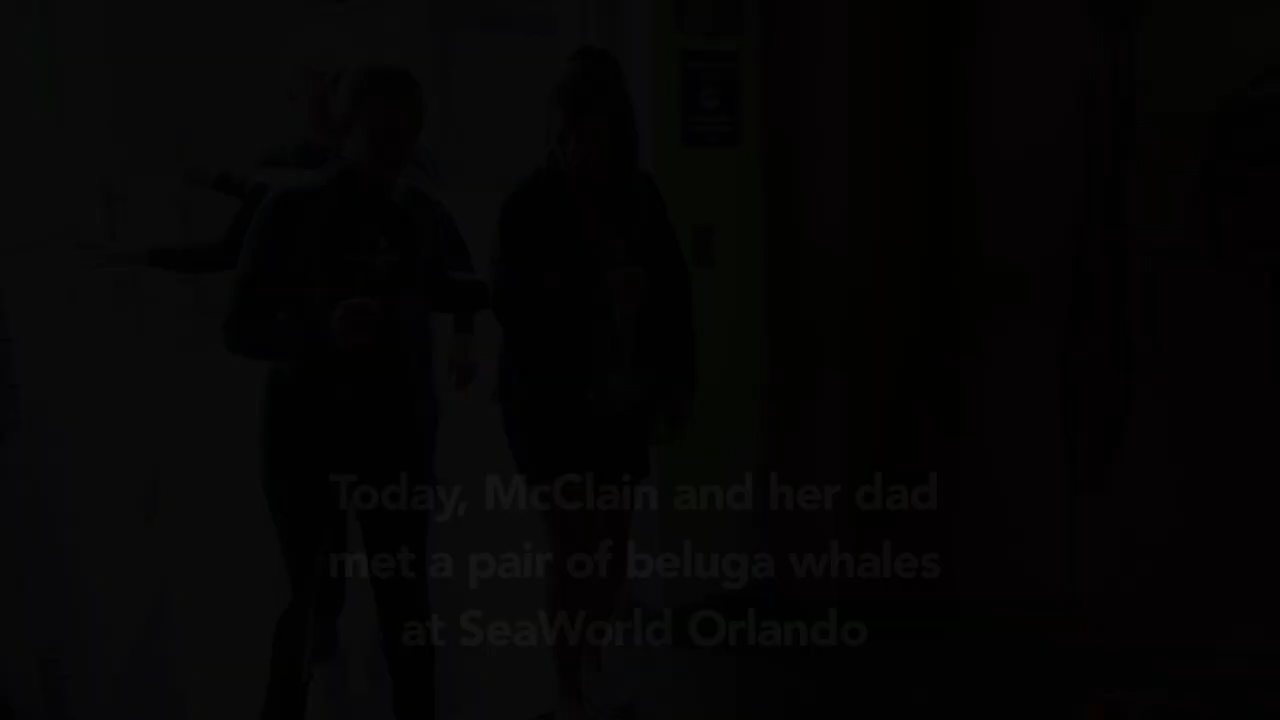 Today, McClain and her dad
met a pair of beluga whales
at SeaWorld Orlando